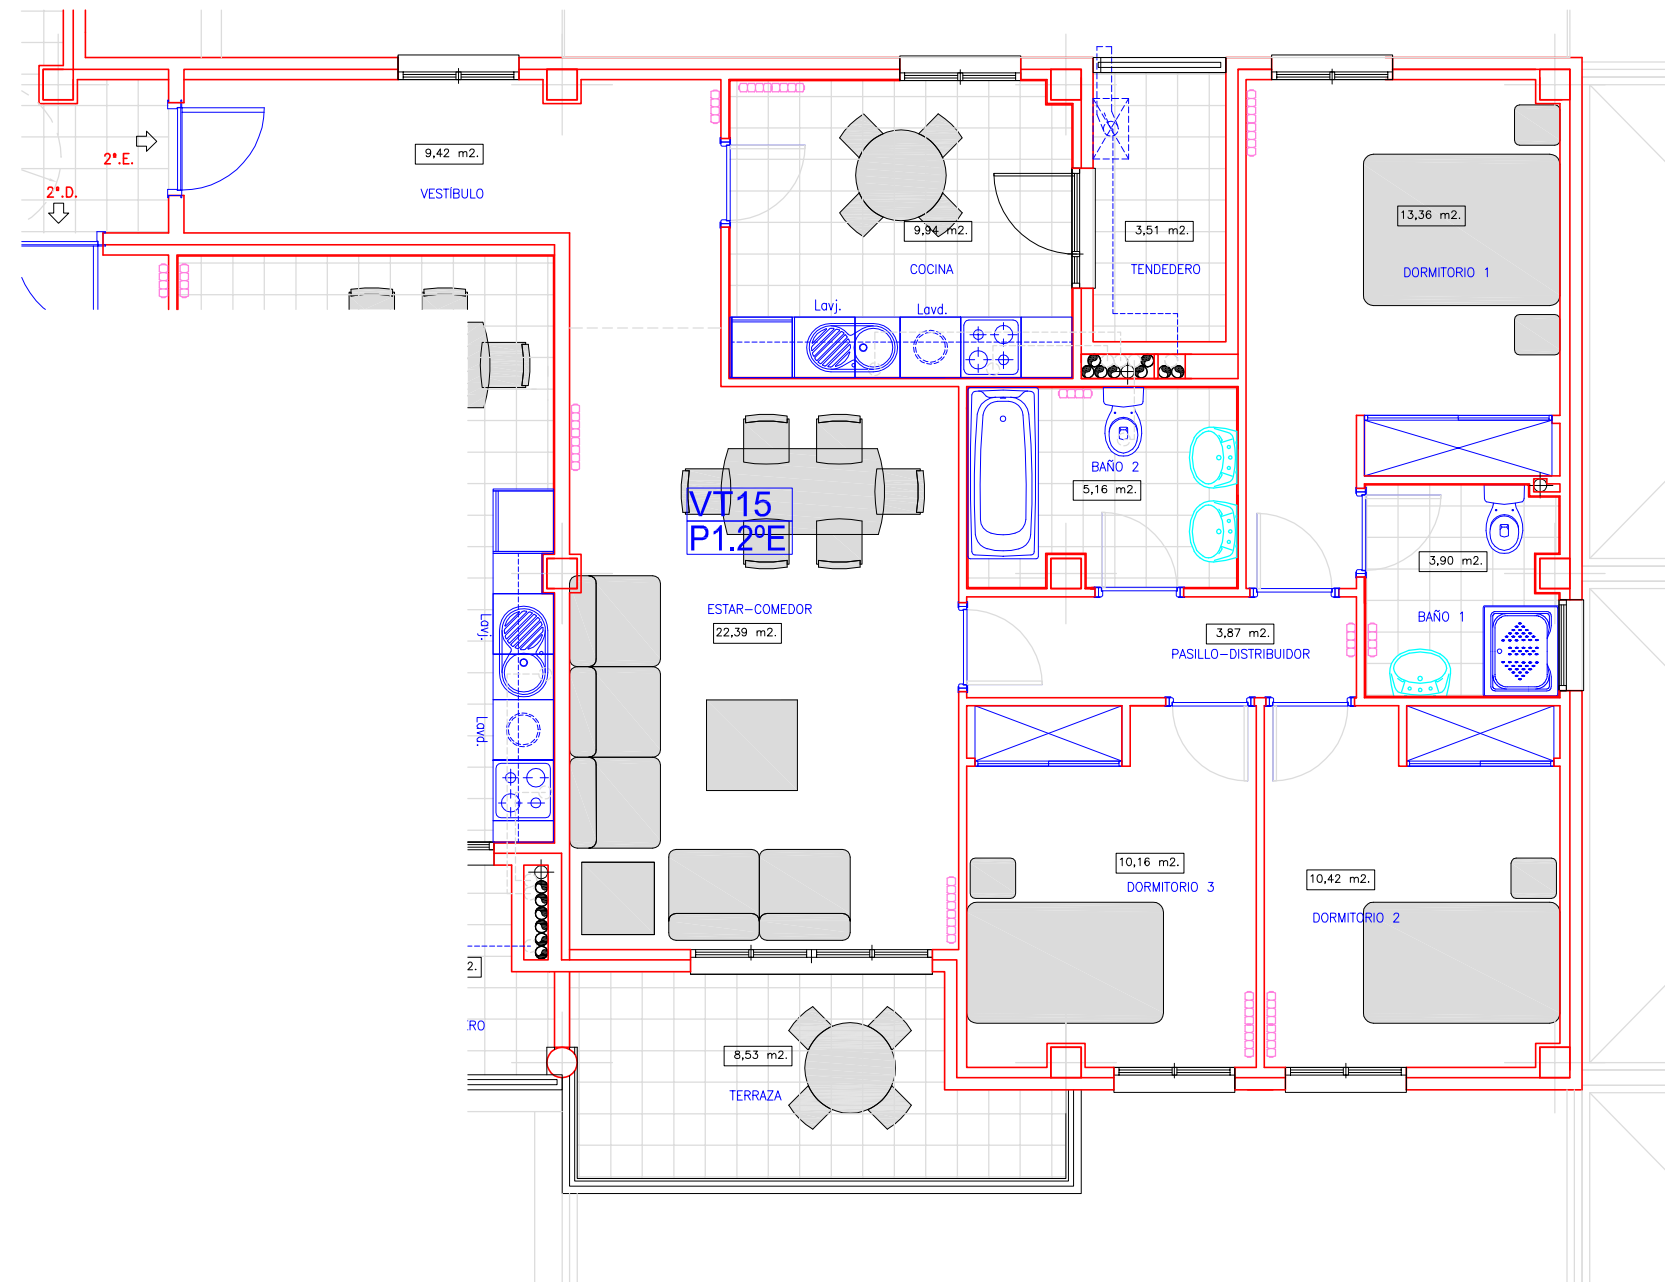 2ª.E.
2ª.D.
9,42 m2.
VESTÍBULO
9,94 m2.
COCINA
Lavj.
Lavd.
3,51 m2.
TENDEDERO
13,36 m2.
DORMITORIO 1
BAÑO 2
5,16 m2.
VT15
P1.2ºE
ESTAR-COMEDOR
22,39 m2.
3,90 m2.
BAÑO 1
3,87 m2.
PASILLO-DISTRIBUIDOR
Lavj.
Lavd.
10,16 m2.
DORMITORIO 3
10,42 m2.
DORMITORIO 2
2.
RO
8,53 m2.
TERRAZA